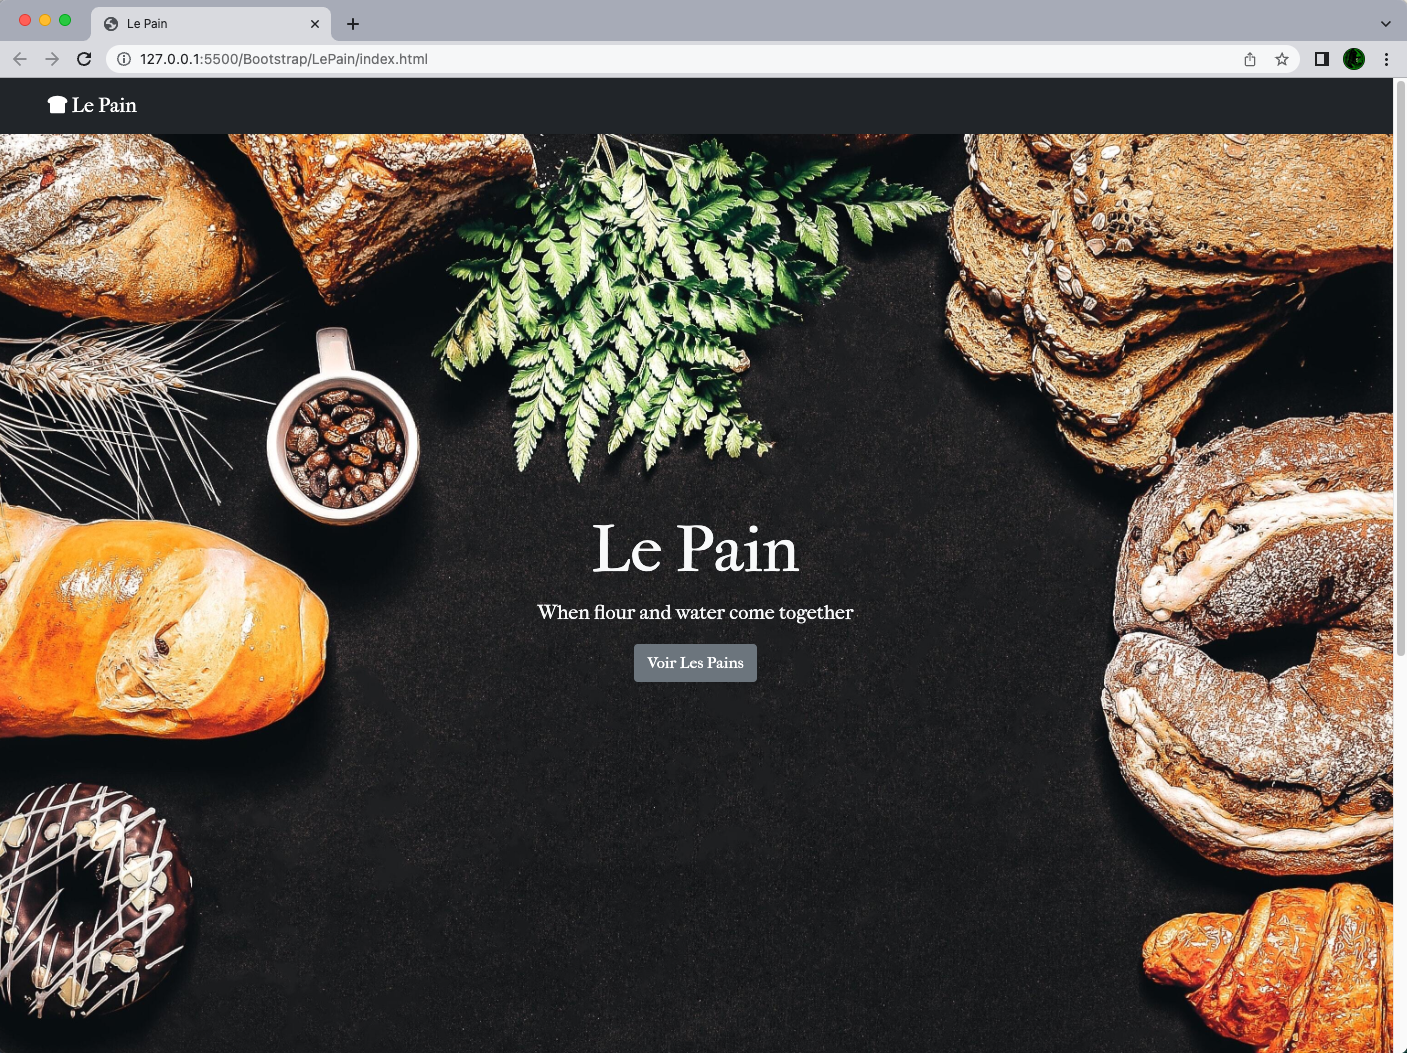 Le Pain
127.0.0.1:5500/Bootstrap/LePain/index.html
Le Pain
Le Pain
When flour and water come together
Voir Les Pains